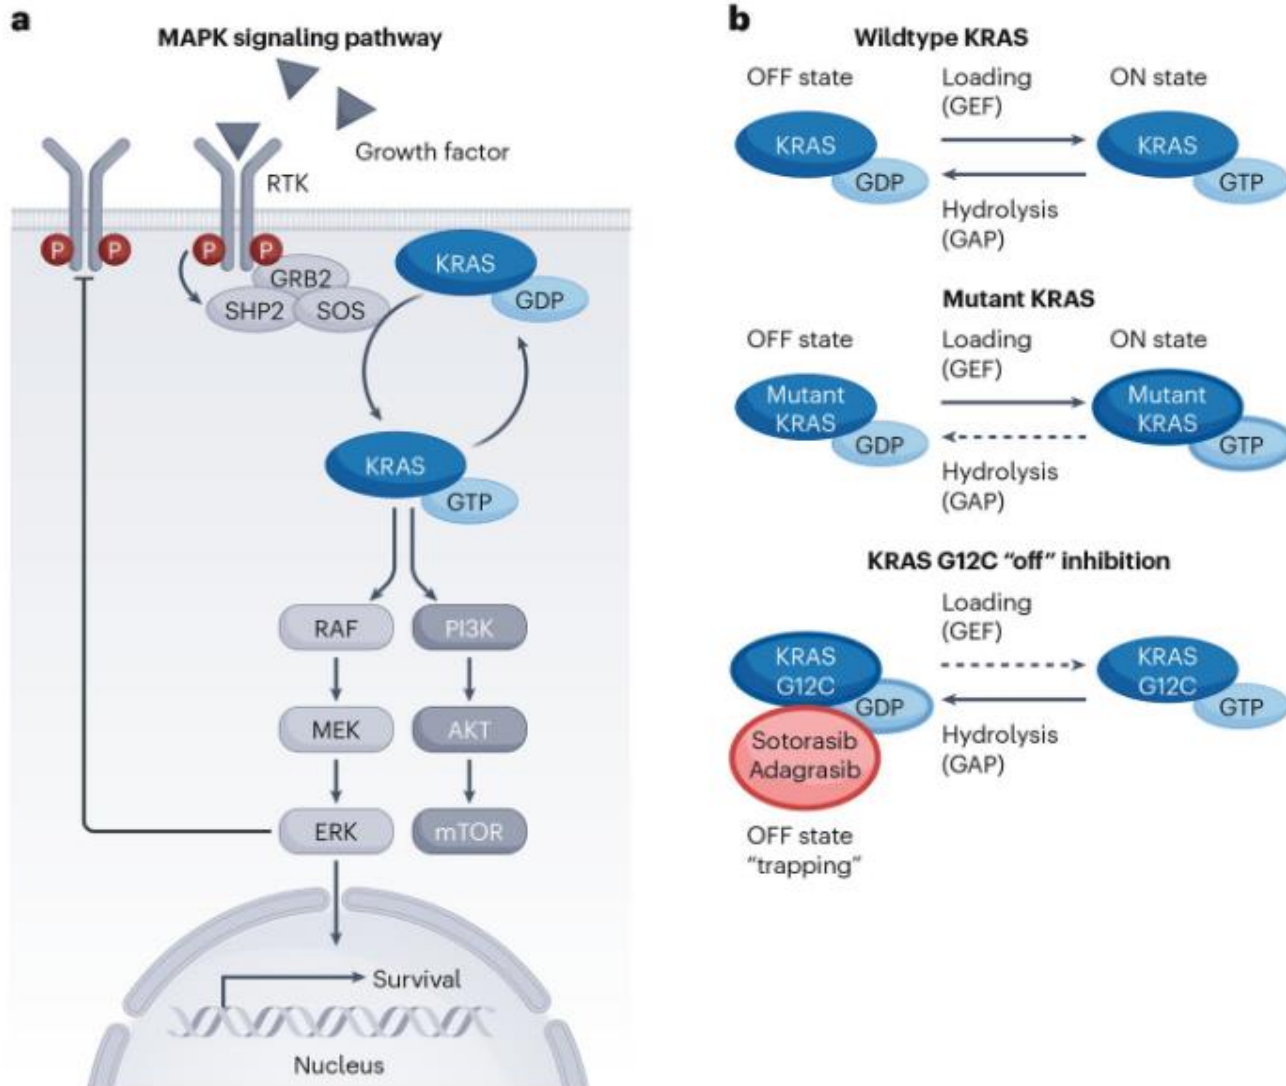 a
MAPK signaling pathway
Growth factor
RTK
P
P
P
P
GRB2
SHP2
SOS
KRAS
GDP
KRAS
GTP
RAF
PI3K
MEK
AKT
ERK
mTOR
Survival
Nucleus
b
Wildtype KRAS
OFF state
Loading
(GEF)
ON state
KRAS
GDP
KRAS
GTP
Hydrolysis
(GAP)
Mutant KRAS
OFF state
Loading
(GEF)
ON state
Mutant
KRAS
GDP
Mutant
KRAS
GTP
Hydrolysis
(GAP)
KRAS G12C “off” inhibition
Loading
(GEF)
KRAS
G12C
GDP
KRAS
G12C
GTP
Sotorasib
Adagrasib
Hydrolysis
(GAP)
OFF state
“trapping”